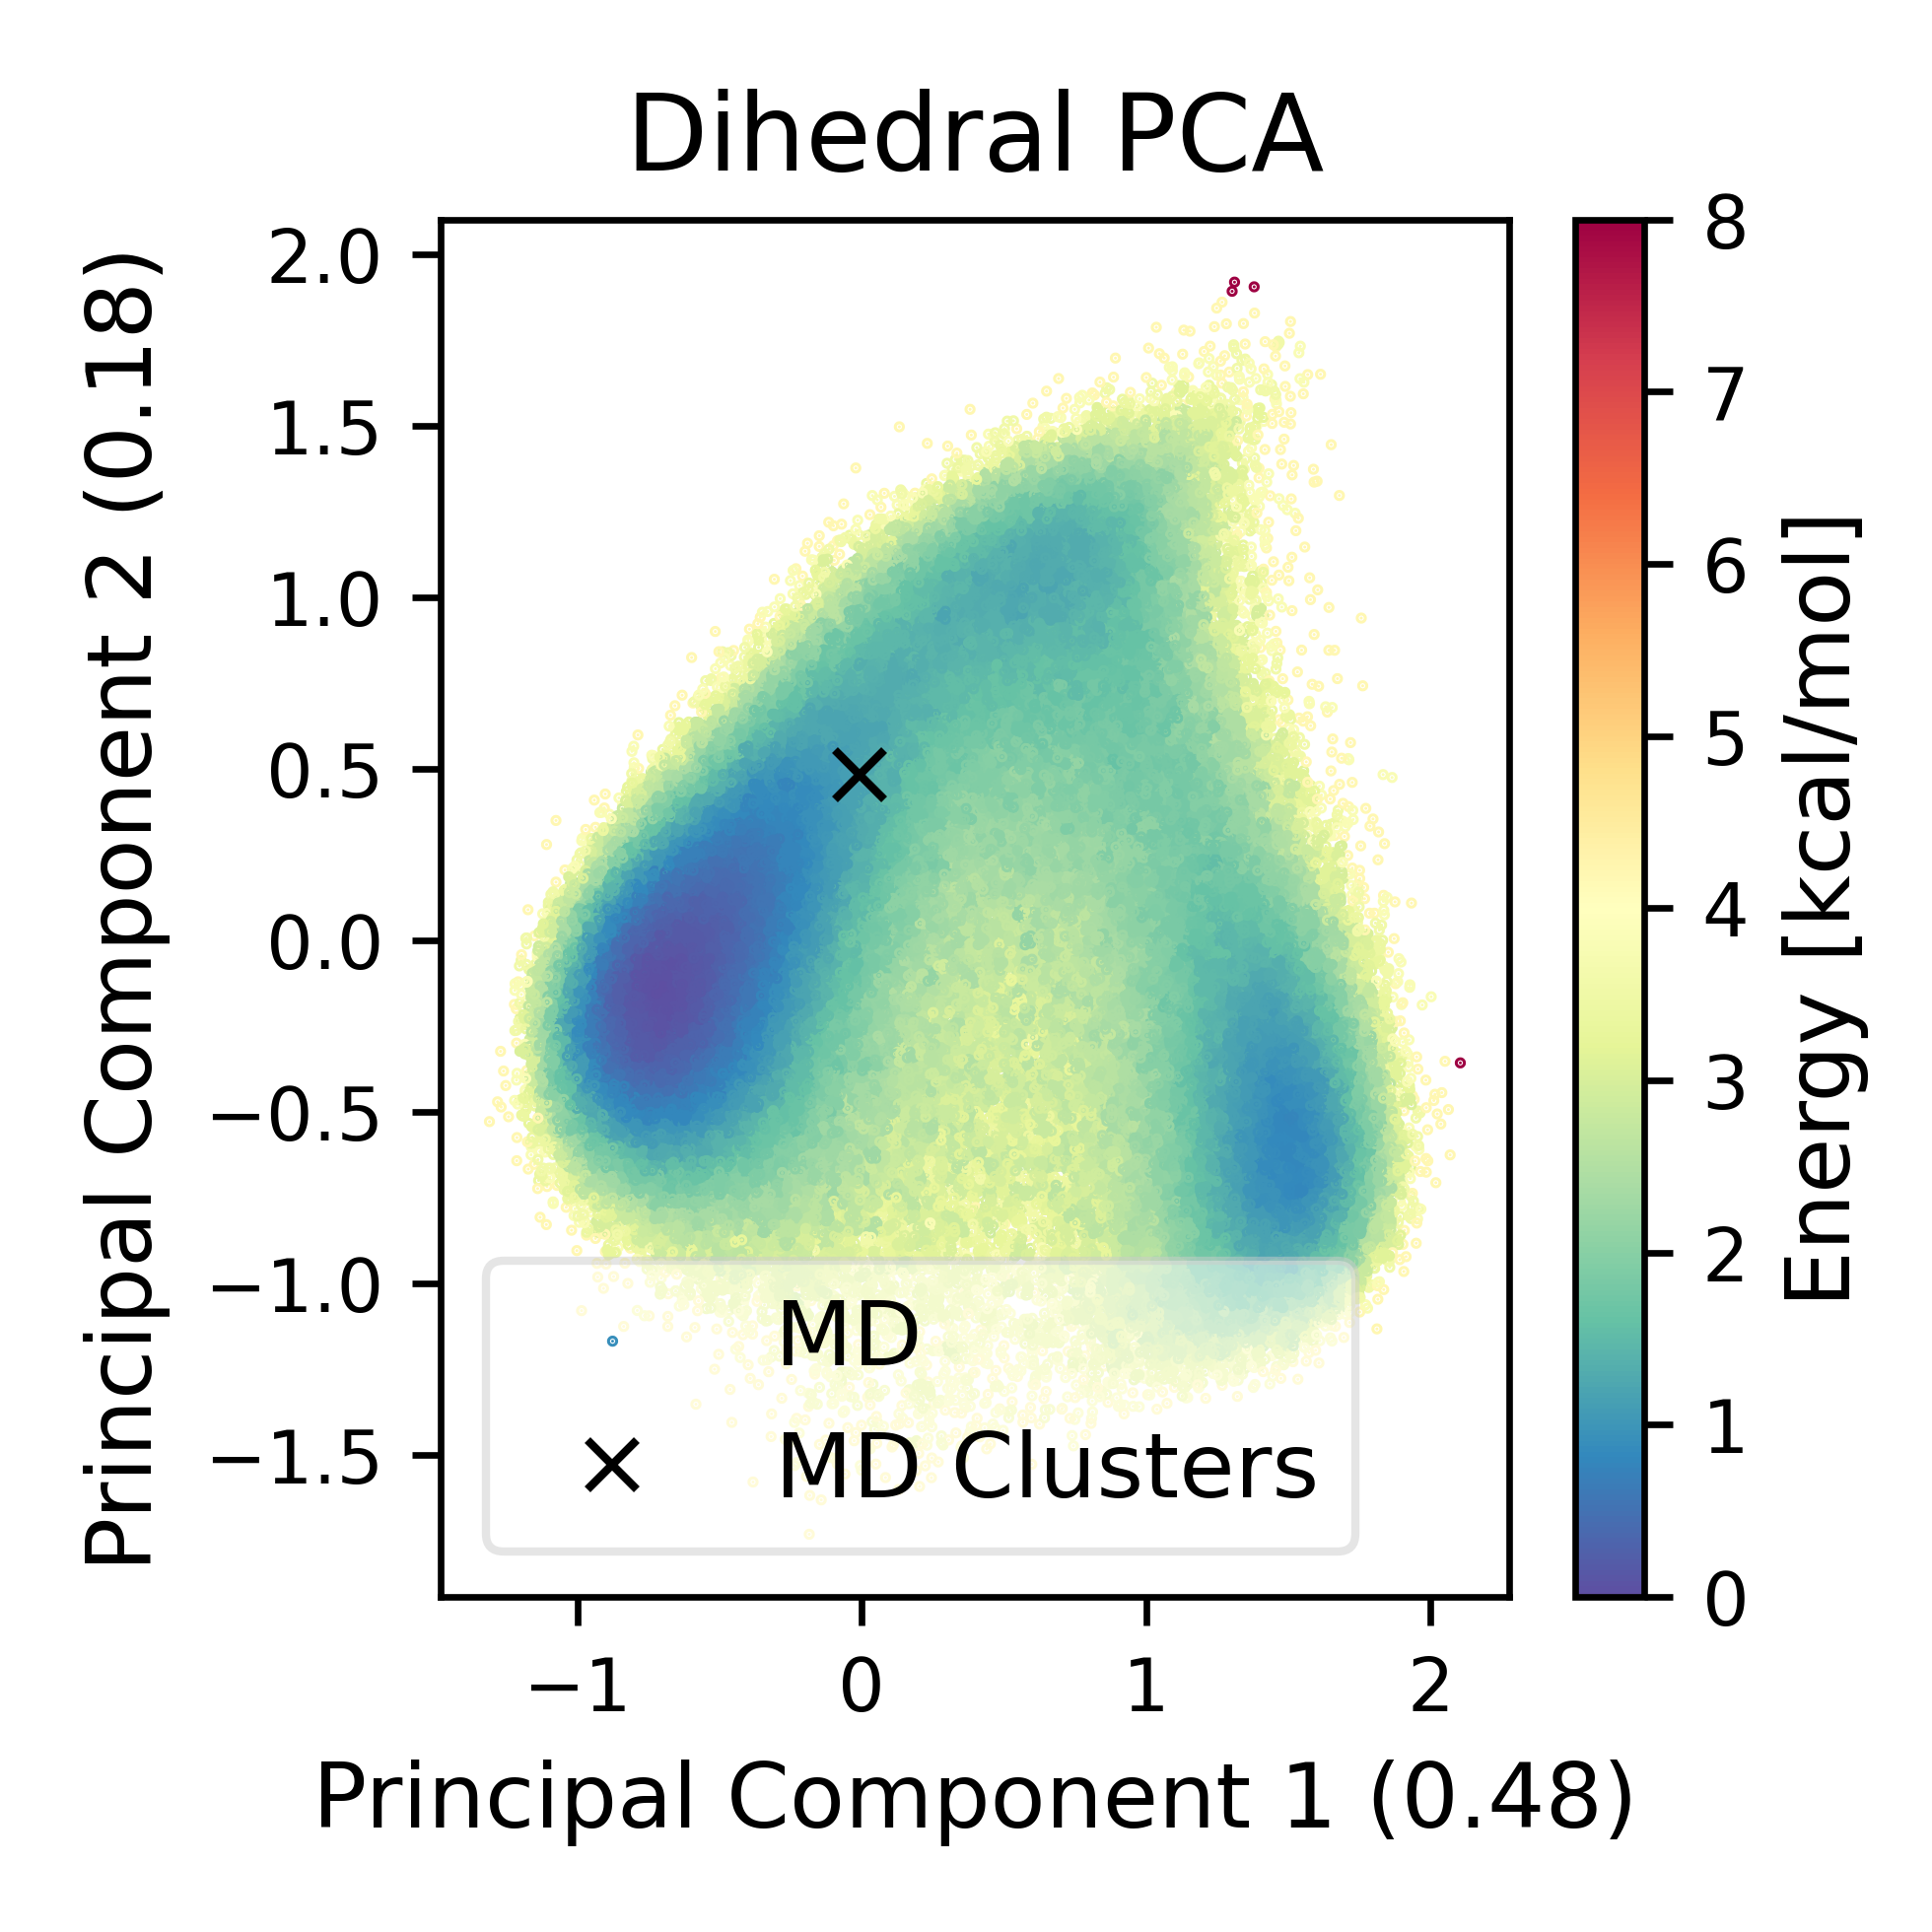 Dihedral PCA
Principal Component 2 (0.18)
2.0
1.5
1.0
0.5
0.0
−0.5
−1.0
−1.5
MD
MD Clusters
−1 0 1 2
Principal Component 1 (0.48)
8
7
6
5
4
3
2
1
0
Energy [kcal/mol]